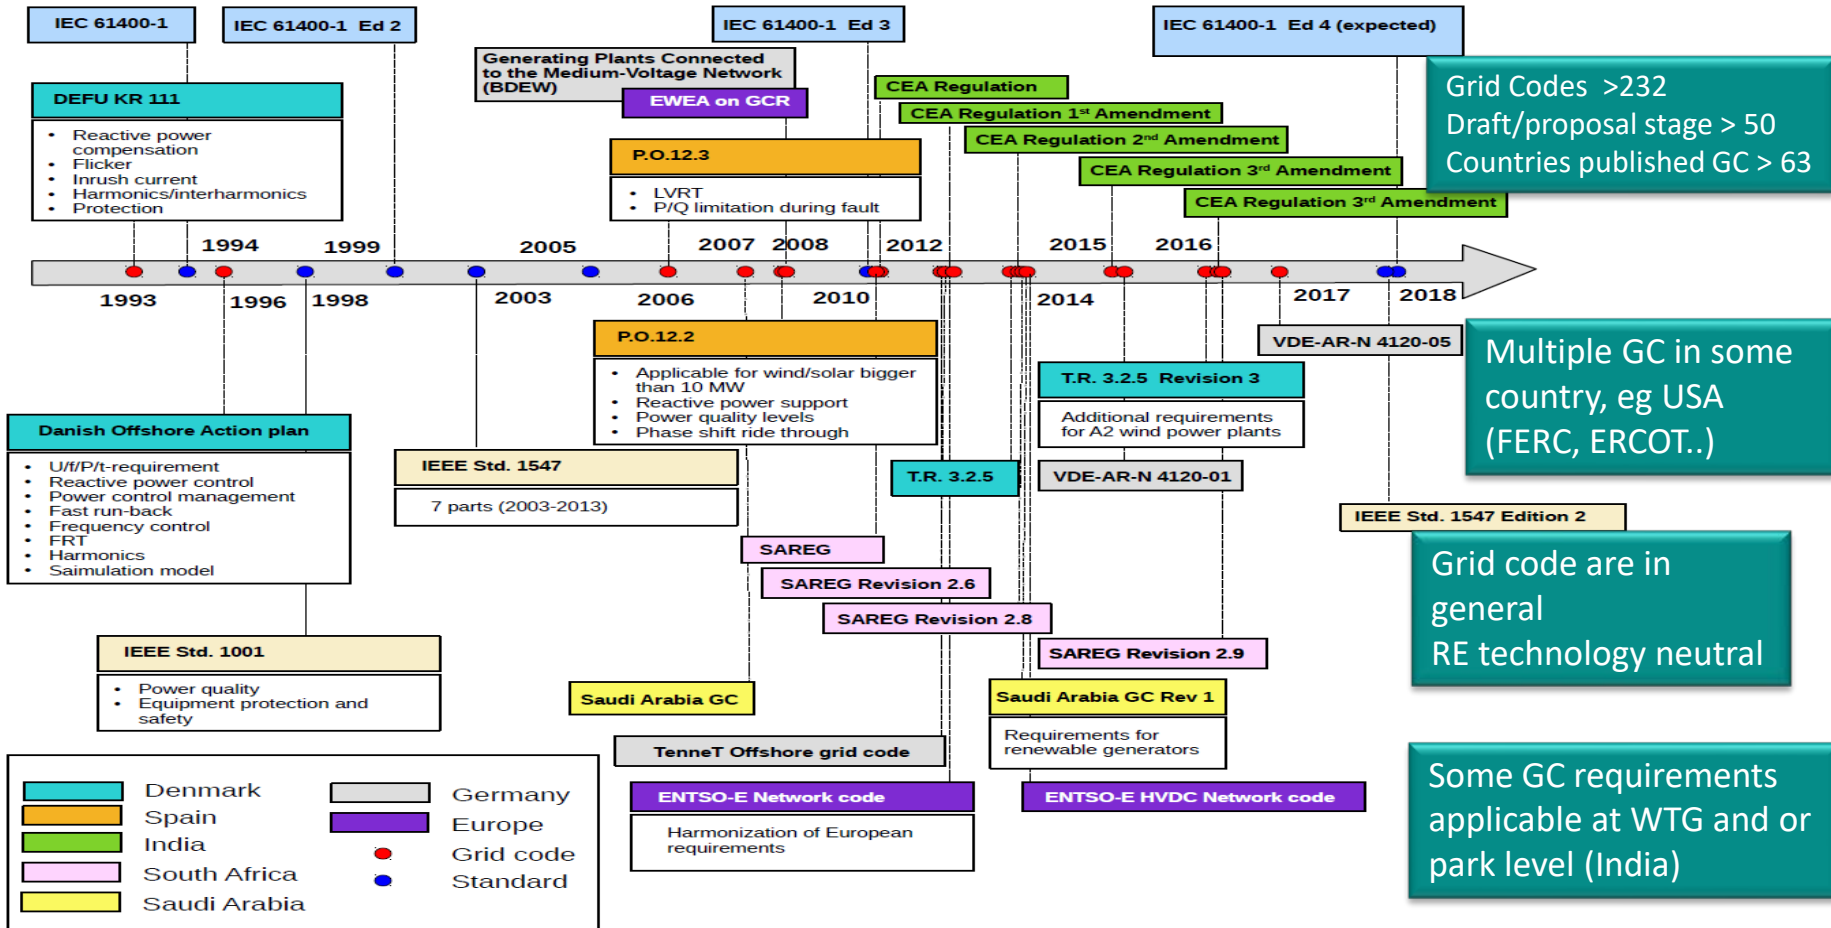 IEC 61400-1
IEC 61400-1 Ed 2
IEC 61400-1 Ed 3
IEC 61400-1 Ed 4 (expected)
Generating Plants Connected
to the Medium-Voltage Network
(BDEW)
EWEA on GCR
DEFU KR 111
• Reactive power
compensation
• Flicker
• Inrush current
• Harmonics/interharmonics
• Protection
P.O.12.3
• LVRT
• P/Q limitation during fault
CEA Regulation
CEA Regulation 1st Amendment
CEA Regulation 2nd Amendment
CEA Regulation 3rd Amendment
CEA Regulation 3rd Amendment
Grid Codes >232
Draft/proposal stage > 50
Countries published GC > 63
1994
1999
2005
2007
2008
2012
2015
2016
1993
1996
1998
2003
2006
2010
2014
2017
2018
VDE-AR-N 4120-05
P.O.12.2
• Applicable for wind/solar bigger
than 10 MW
• Reactive power support
• Power quality levels
• Phase shift ride through
T.R. 3.2.5 Revision 3
Additional requirements
for A2 wind power plants
Multiple GC in some
country, eg USA
(FERC, ERCOT..)
Danish Offshore Action plan
• U/f/P/t-requirement
• Reactive power control
• Power control management
• Fast run-back
• Frequency control
• FRT
• Harmonics
• Saimulation model
IEEE Std. 1547
7 parts (2003-2013)
T.R. 3.2.5
VDE-AR-N 4120-01
IEEE Std. 1547 Edition 2
SAREG
SAREG Revision 2.6
SAREG Revision 2.8
SAREG Revision 2.9
Grid code are in
general
RE technology neutral
IEEE Std. 1001
• Power quality
• Equipment protection and
safety
Saudi Arabia GC
Saudi Arabia GC Rev 1
Requirements for
renewable generators
TenneT Offshore grid code
ENTSO-E Network code
Harmonization of European
requirements
ENTSO-E HVDC Network code
Some GC requirements
applicable at WTG and or
park level (India)
Denmark
Spain
India
South Africa
Saudi Arabia
Germany
Europe
Grid code
Standard